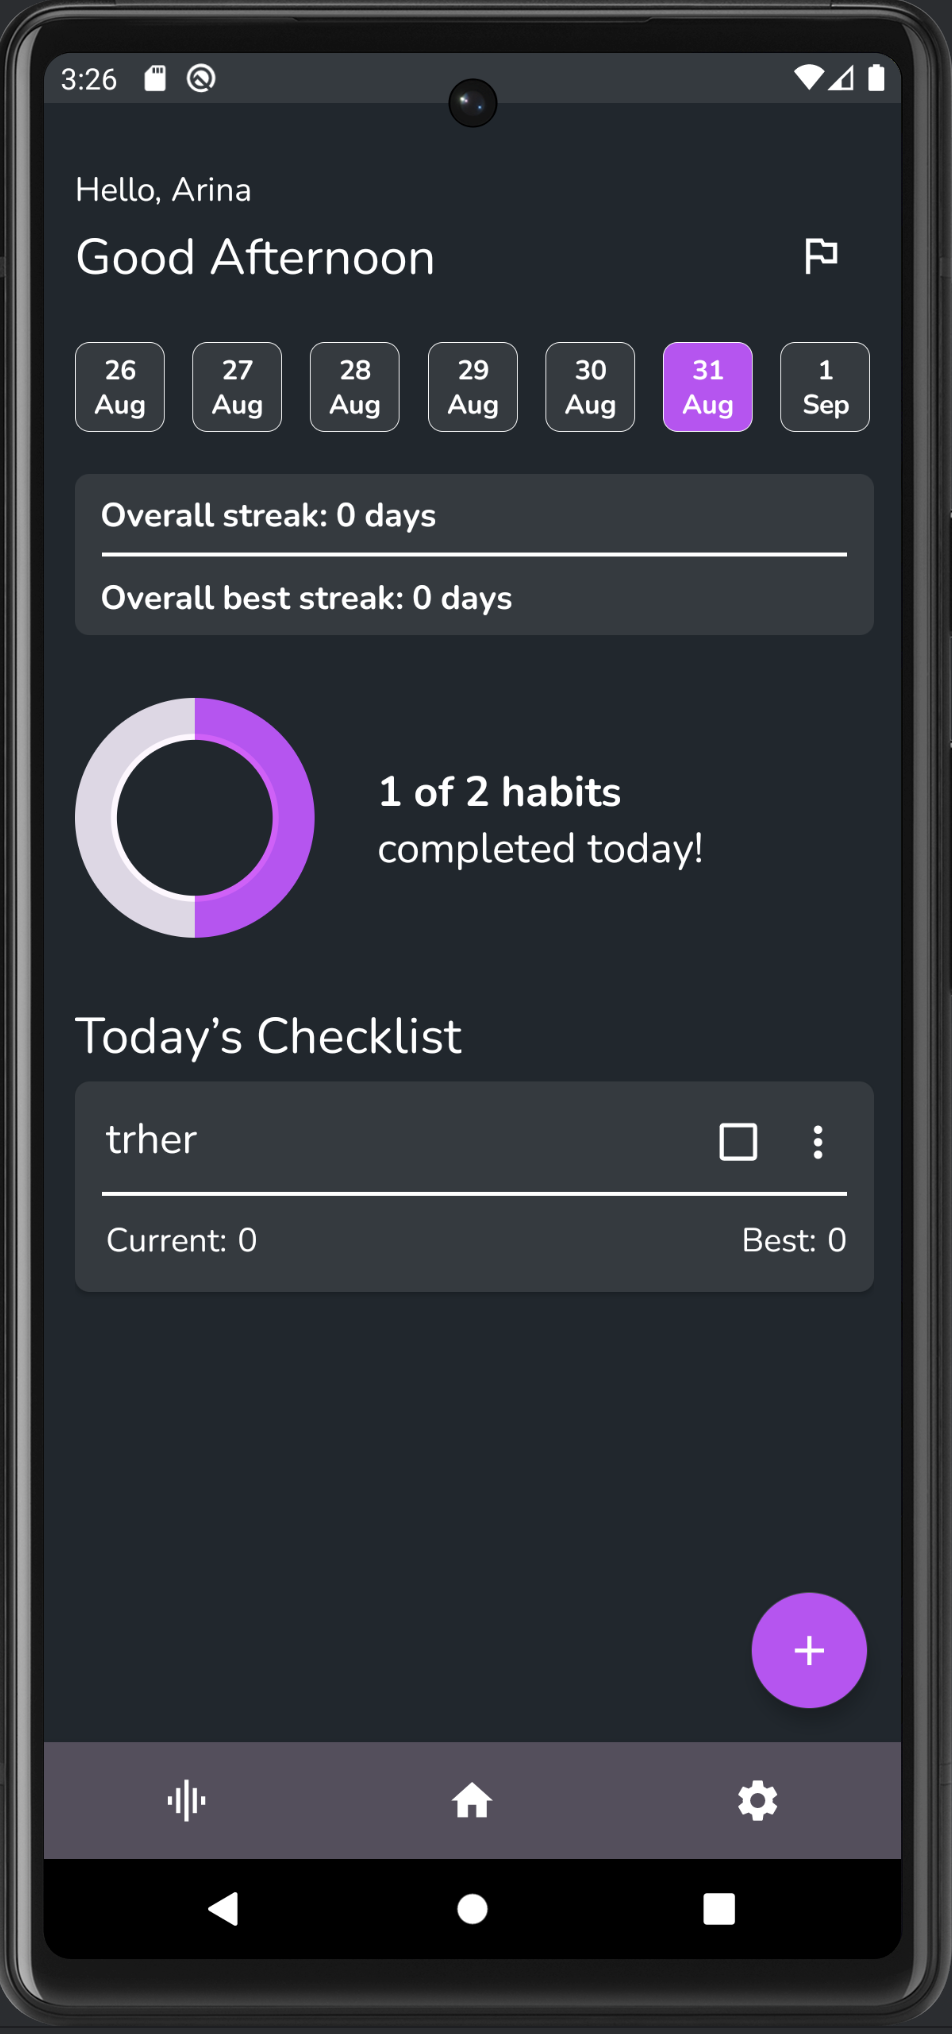 3:26
Hello, Arina
Good Afternoon
26 Aug
27 Aug
28 Aug
29 Aug
30 Aug
31 Aug
1 Sep
Overall streak: 0 days
Overall best streak: 0 days
1 of 2 habits
completed today!
Today’s Checklist
trher
Current: 0
Best: 0